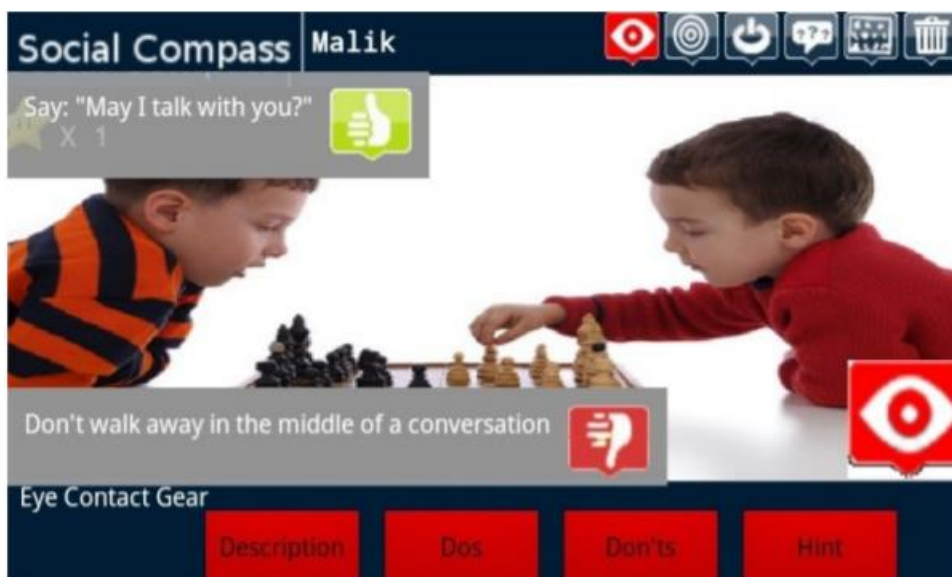 Social Compass
Malik
???
Say: "May I talk with you?"
X 1
Don't walk away in the middle of a conversation
Eye Contact Gear
Description
Dos
Don'ts
Hint